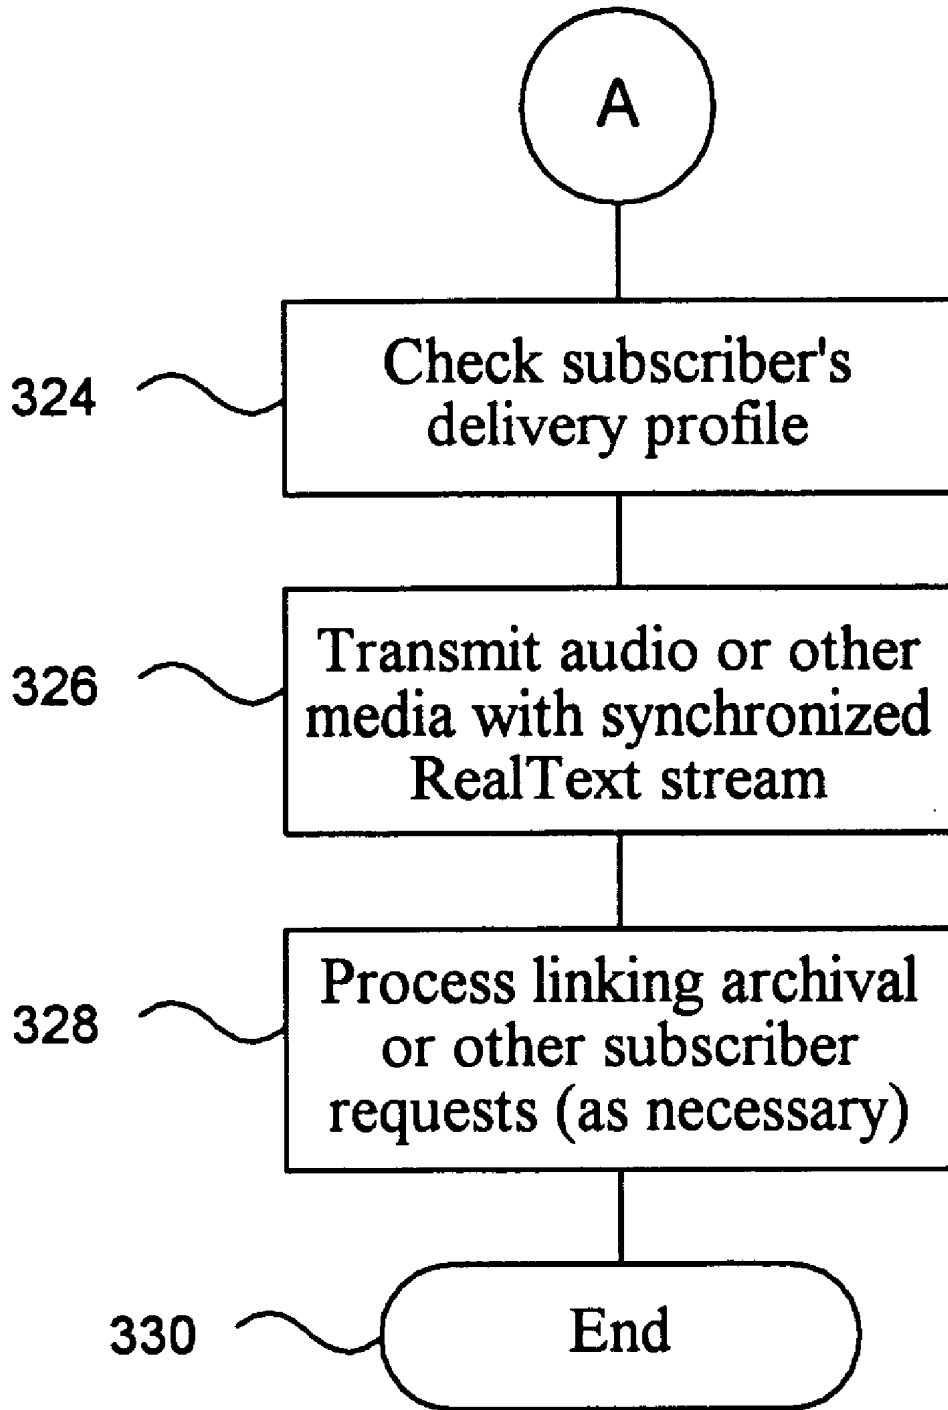 A
324
Check subscriber's
delivery profile
326
Transmit audio or other
media with synchronized
RealText stream
328
Process linking archival
or other subscriber
requests (as necessary)
330
End